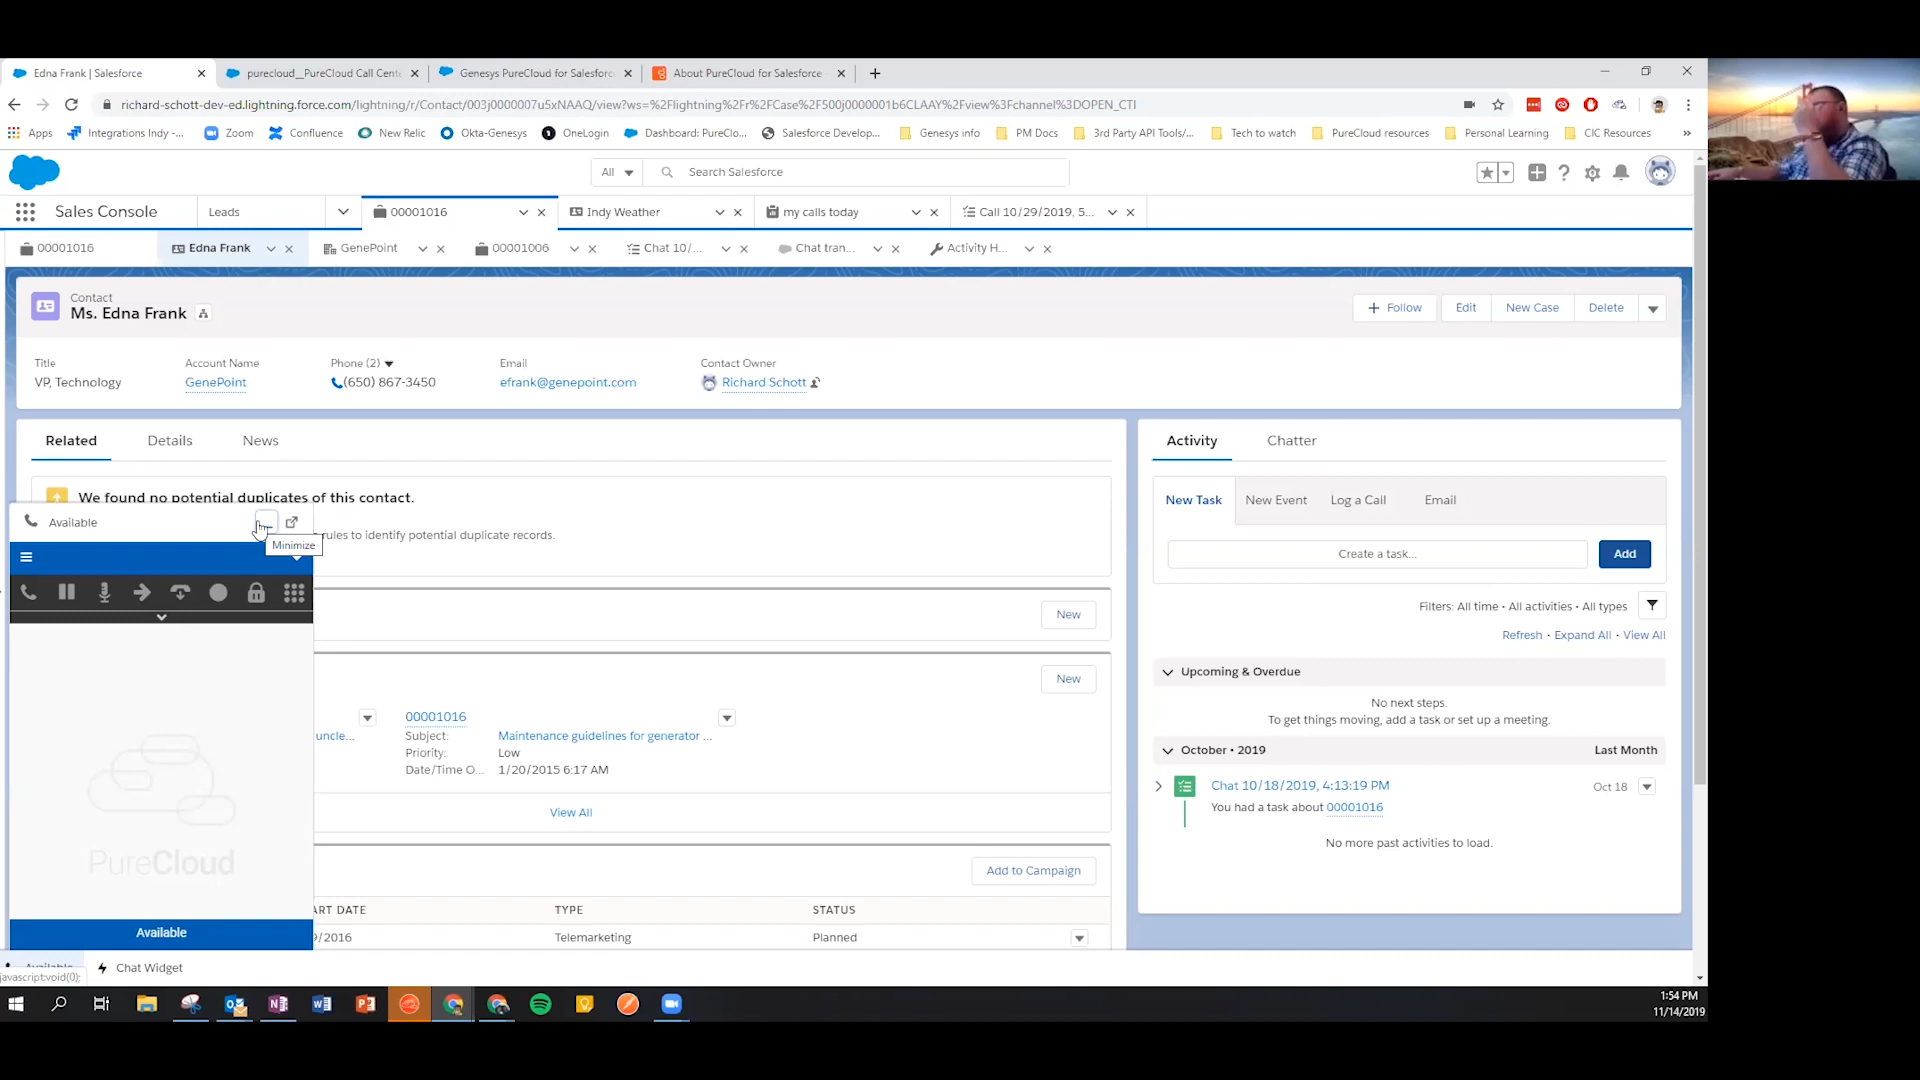 Edna Frank | Salesforce
purecloud__PureCloud Call Cent
Genesys PureCloud for Salesforc
About PureCloud for Salesforce
richard-schott-dev-ed.lightning.force.com/lightning/r/Contact/003j0000007u5xNAAQ/view?ws=%2Flightning%2Fr%2FCase%2F500j0000001b6CLAAY%2Fview%3Fchannel%3DOPEN_CTI
Apps
Integrations Indy -...
Zoom
Confluence
New Relic
Okta-Genesys
OneLogin
Dashboard: PureClo...
Salesforce Develop...
Genesys info
PM Docs
3rd Party API Tools/...
Tech to watch
PureCloud resources
Personal Learning
CIC Resources
»
All
Search Salesforce
Sales Console
Leads
00001016
Indy Weather
my calls today
Call 10/29/2019, 5...
00001016
Edna Frank
GenePoint
00001006
Chat 10/...
Chat tran...
Activity H...
Contact
Ms. Edna Frank
+ Follow
Edit
New Case
Delete
Title
VP, Technology
Account Name
GenePoint
Phone (2)
(650) 867-3450
Email
efrank@genepoint.com
Contact Owner
Richard Schott
Related
Details
News
We found no potential duplicates of this contact.
rules to identify potential duplicate records.
Available
Minimize
New
New
uncle...
00001016
Subject:
Maintenance guidelines for generator ...
Priority:
Low
Date/Time O...
1/20/2015 6:17 AM
View All
Add to Campaign
ART DATE
TYPE
STATUS
9/2016
Telemarketing
Planned
PureCloud
Available
Activity
Chatter
New Task
New Event
Log a Call
Email
Create a task...
Add
Filters: All time • All activities • All types
Refresh • Expand All • View All
Upcoming & Overdue
No next steps.
To get things moving, add a task or set up a meeting.
October • 2019
Last Month
Chat 10/18/2019, 4:13:19 PM
Oct 18
You had a task about 00001016
No more past activities to load.
Available
Chat Widget
javascript:void(0);
1:54 PM
11/14/2019